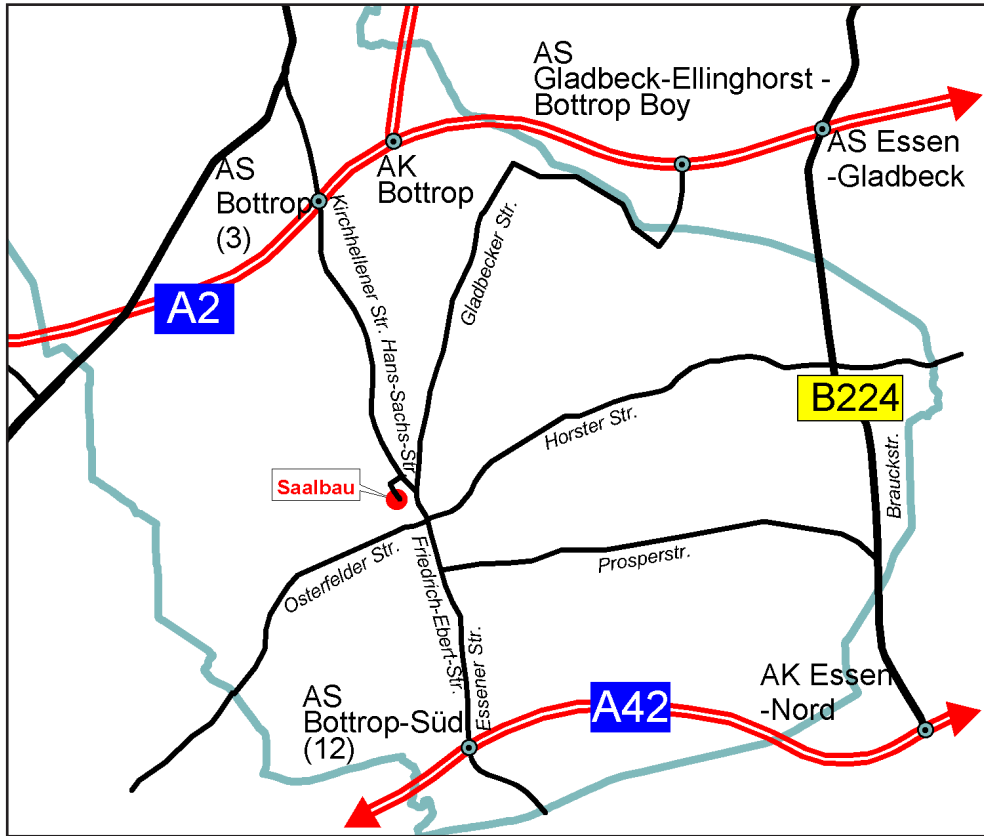 AS
Gladbeck-Ellinghorst -
Bottrop Boy
AS Essen
-Gladbeck
AK
Bottrop
AS
Bottrop
(3)
A2
Kirchhellener Str.
Hans-Sachs-Str.
Gladbecker Str.
Horster Str.
B224
Brauckstr.
Saalbau
Osterfelder Str.
Friedrich-Ebert-Str.
Prosperstr.
Essener Str.
AS
Bottrop-Süd
(12)
A42
AK Essen
-Nord